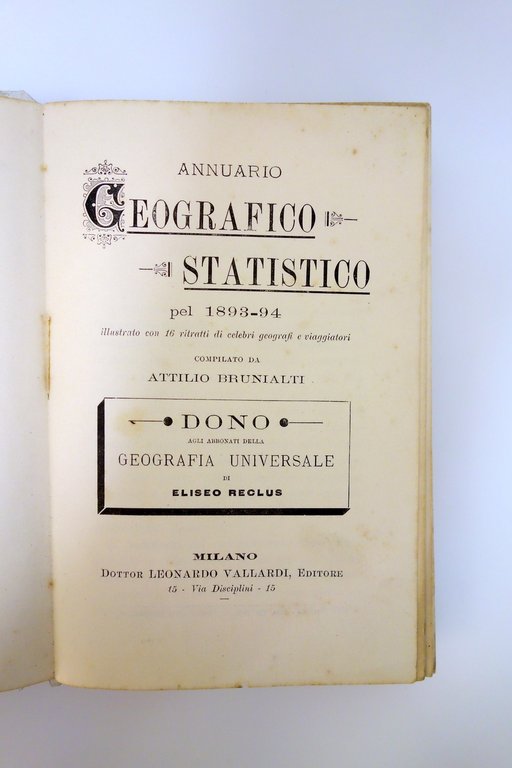 ANNUARIO
GEOGRAFICO
STATISTICO
pel 1893-94
illustrato con 16 ritratti di celebri geografi e viaggiatori
COMPILATO DA
ATTILIO BRUNIALTI
DONO
AGLI ABBONATI DELLA
GEOGRAFIA UNIVERSALE
DI
ELISEO RECLUS
MILANO
DOTTOR LEONARDO VALLARDI, EDITORE
15 - Via Disciplini - 15